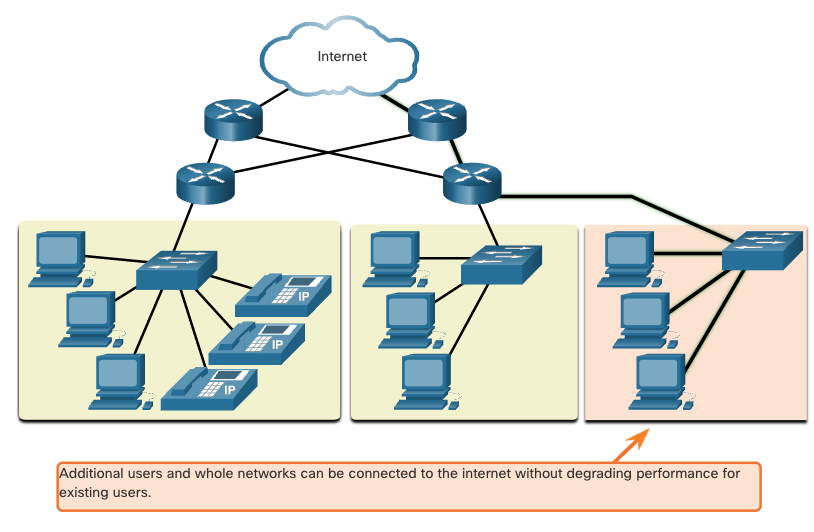 Internet
IP
IP
IP
Additional users and whole networks can be connected to the internet without degrading performance for
existing users.